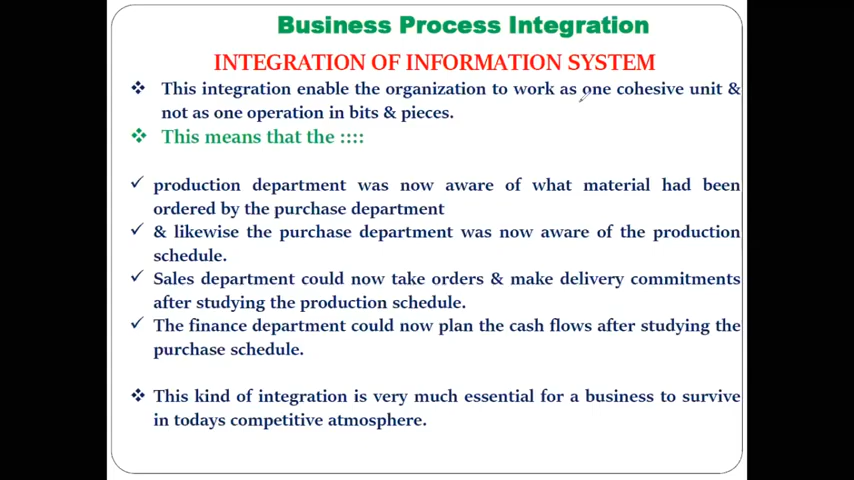 Business Process Integration
INTEGRATION OF INFORMATION SYSTEM
❖ This integration enable the organization to work as one cohesive unit &
not as one operation in bits & pieces.
❖ This means that the ::::
✓ production department was now aware of what material had been
ordered by the purchase department
✓ & likewise the purchase department was now aware of the production
schedule.
✓ Sales department could now take orders & make delivery commitments
after studying the production schedule.
✓ The finance department could now plan the cash flows after studying the
purchase schedule.
❖ This kind of integration is very much essential for a business to survive
in todays competitive atmosphere.